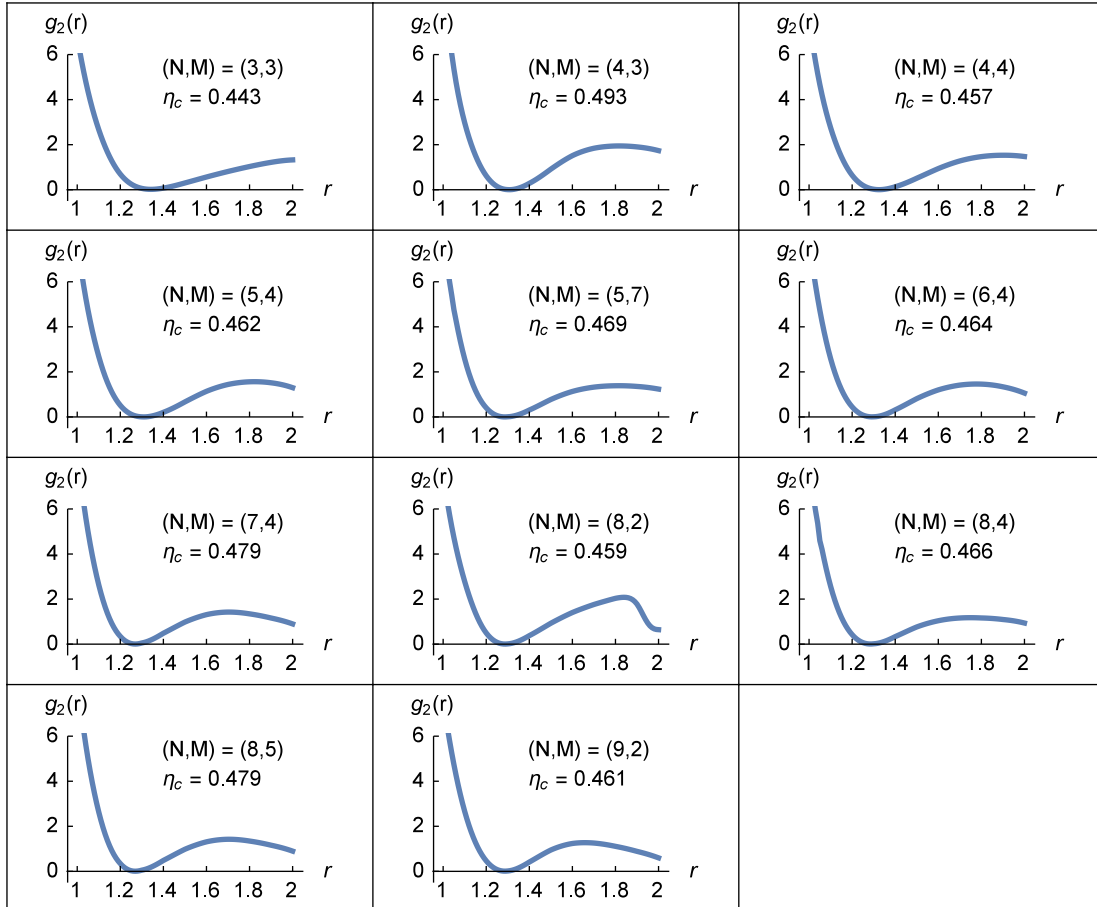 g₂(r)
6
(N,M) = (3,3)
η_c = 0.443
4
2
0
1 1.2 1.4 1.6 1.8 2
r
g₂(r)
6
(N,M) = (4,3)
η_c = 0.493
4
2
0
1 1.2 1.4 1.6 1.8 2
r
g₂(r)
6
(N,M) = (4,4)
η_c = 0.457
4
2
0
1 1.2 1.4 1.6 1.8 2
r
g₂(r)
6
(N,M) = (5,4)
η_c = 0.462
4
2
0
1 1.2 1.4 1.6 1.8 2
r
g₂(r)
6
(N,M) = (5,7)
η_c = 0.469
4
2
0
1 1.2 1.4 1.6 1.8 2
r
g₂(r)
6
(N,M) = (6,4)
η_c = 0.464
4
2
0
1 1.2 1.4 1.6 1.8 2
r
g₂(r)
6
(N,M) = (7,4)
η_c = 0.479
4
2
0
1 1.2 1.4 1.6 1.8 2
r
g₂(r)
6
(N,M) = (8,2)
η_c = 0.459
4
2
0
1 1.2 1.4 1.6 1.8 2
r
g₂(r)
6
(N,M) = (8,4)
η_c = 0.466
4
2
0
1 1.2 1.4 1.6 1.8 2
r
g₂(r)
6
(N,M) = (8,5)
η_c = 0.479
4
2
0
1 1.2 1.4 1.6 1.8 2
r
g₂(r)
6
(N,M) = (9,2)
η_c = 0.461
4
2
0
1 1.2 1.4 1.6 1.8 2
r